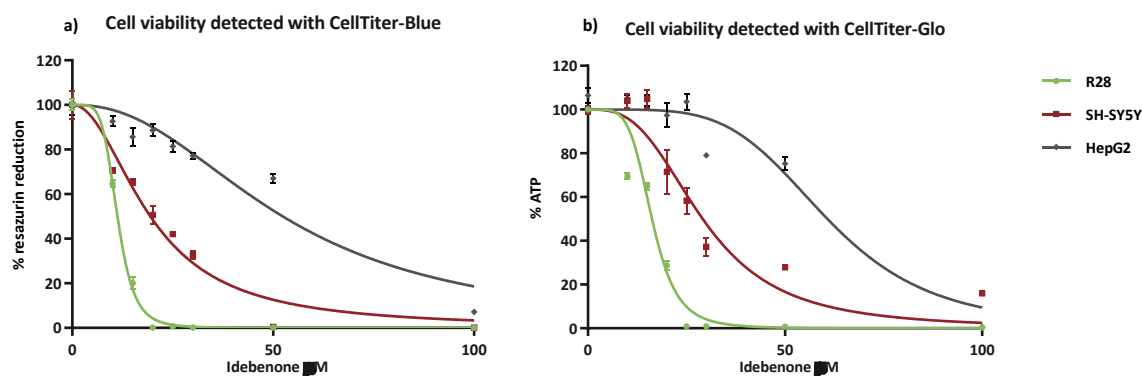 a) Cell viability detected with CellTiter-Blue
120
100
80
60
40
20
0
% resazurin reduction
0 50 100
Idebenone M
b) Cell viability detected with CellTiter-Glo
120
100
80
60
40
20
0
% ATP
0 50 100
Idebenone M
R28
SH-SY5Y
HepG2